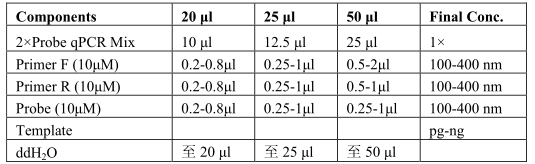 Components 20 μl 25 μl 50 μl Final Conc.
2×Probe qPCR Mix 10 μl 12.5 μl 25 μl 1×
Primer F (10μM) 0.2-0.8μl 0.25-1μl 0.5-2μl 100-400 nm
Primer R (10μM) 0.2-0.8μl 0.25-1μl 0.5-1μl 100-400 nm
Probe (10μM) 0.2-0.8μl 0.25-1μl 0.25-1μl 100-400 nm
Template pg-ng
ddH₂O 至 20 μl 至 25 μl 至 50 μl